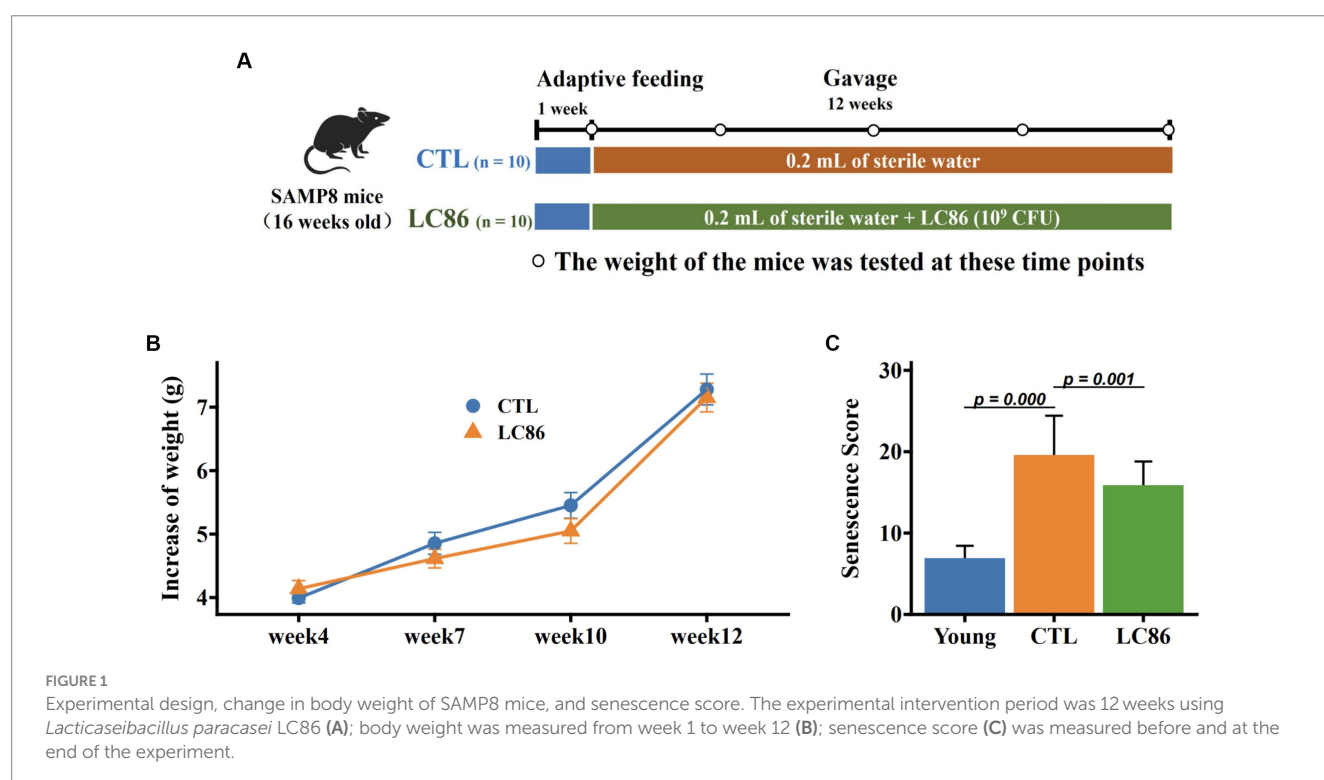 A
Adaptive feeding
Gavage
1 week
12 weeks
CTL (n = 10)
0.2 mL of sterile water
SAMP8 mice
（16 weeks old）
LC86 (n = 10)
0.2 mL of sterile water + LC86 (10⁹ CFU)
The weight of the mice was tested at these time points
B
Increase of weight (g)
7
6
5
4
CTL
LC86
week4
week7
week10
week12
C
Senescence Score
30
20
10
0
p = 0.000
p = 0.001
Young
CTL
LC86
FIGURE 1
Experimental design, change in body weight of SAMP8 mice, and senescence score. The experimental intervention period was 12 weeks using
Lacticaseibacillus paracasei LC86 (A); body weight was measured from week 1 to week 12 (B); senescence score (C) was measured before and at the
end of the experiment.